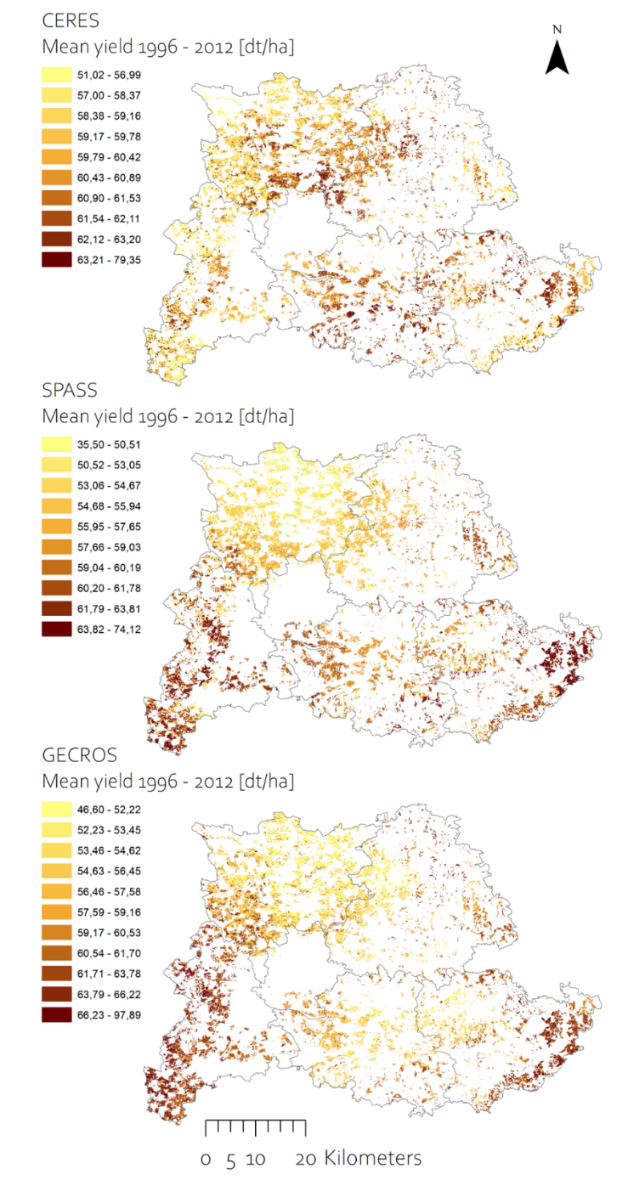 CERES
Mean yield 1996 - 2012 [dt/ha]
N
51,02 - 56,99
57,00 - 58,37
58,38 - 59,16
59,17 - 59,78
59,79 - 60,42
60,43 - 60,89
60,90 - 61,53
61,54 - 62,11
62,12 - 63,20
63,21 - 79,35
SPASS
Mean yield 1996 - 2012 [dt/ha]
35,50 - 50,51
50,52 - 53,05
53,06 - 54,67
54,68 - 55,94
55,95 - 57,65
57,66 - 59,03
59,04 - 60,19
60,20 - 61,78
61,79 - 63,81
63,82 - 74,12
GECROS
Mean yield 1996 - 2012 [dt/ha]
46,60 - 52,22
52,23 - 53,45
53,46 - 54,62
54,63 - 56,45
56,46 - 57,58
57,59 - 59,16
59,17 - 60,53
60,54 - 61,70
61,71 - 63,78
63,79 - 66,22
66,23 - 97,89
0 5 10 20 Kilometers